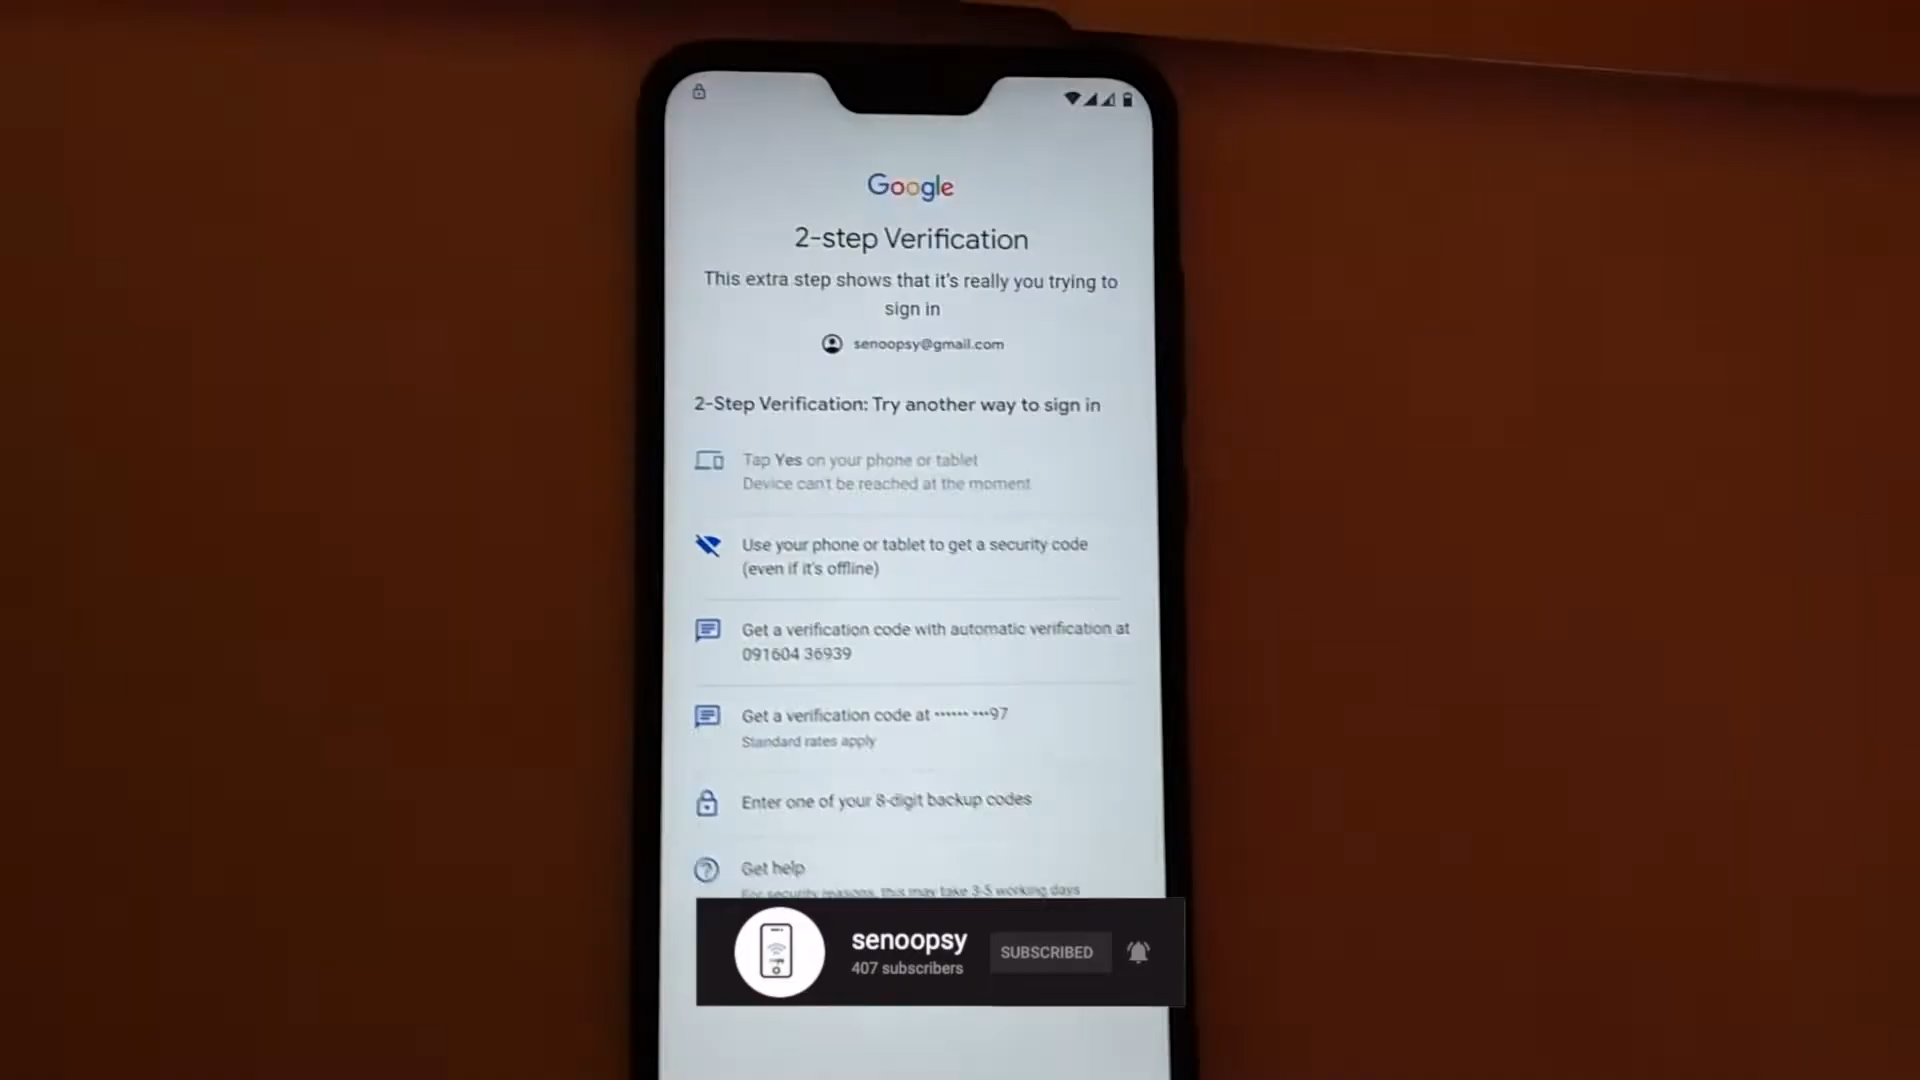 Google
2-step Verification
This extra step shows that it's really you trying to
sign in
senoopsy@gmail.com
2-Step Verification: Try another way to sign in
Tap Yes on your phone or tablet
Device can't be reached at the moment
Use your phone or tablet to get a security code
(even if it's offline)
Get a verification code with automatic verification at
091604 36939
Get a verification code at •••••• •••97
Standard rates apply
Enter one of your 8-digit backup codes
Get help
For security reasons, this may take 3-5 working days
senoopsy
407 subscribers
SUBSCRIBED